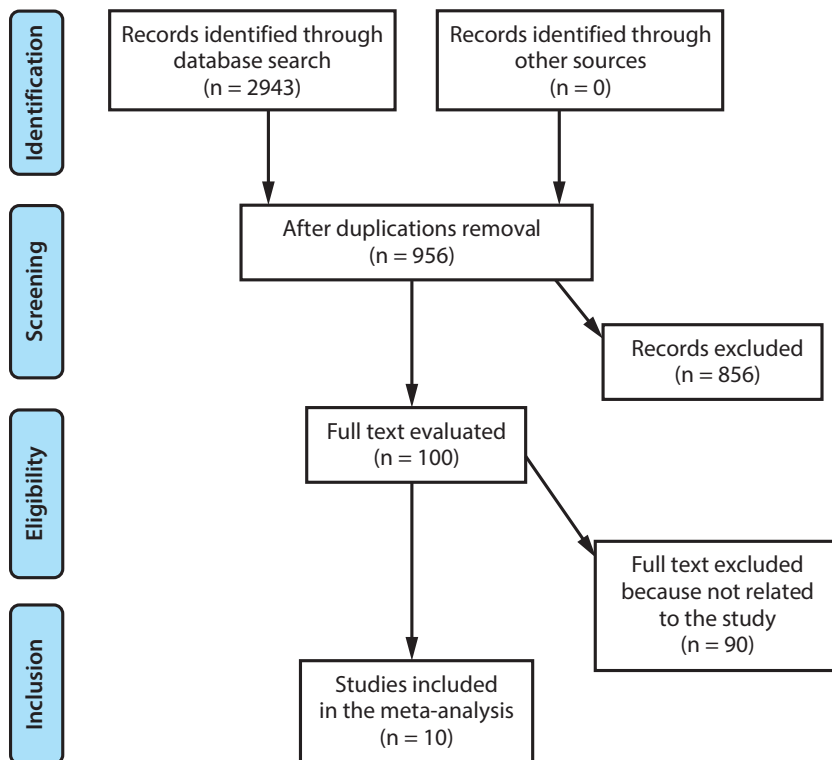 Identification
Records identified through
database search
(n = 2943)
Records identified through
other sources
(n = 0)
Screening
After duplications removal
(n = 956)
Records excluded
(n = 856)
Eligibility
Full text evaluated
(n = 100)
Full text excluded
because not related
to the study
(n = 90)
Inclusion
Studies included
in the meta-analysis
(n = 10)